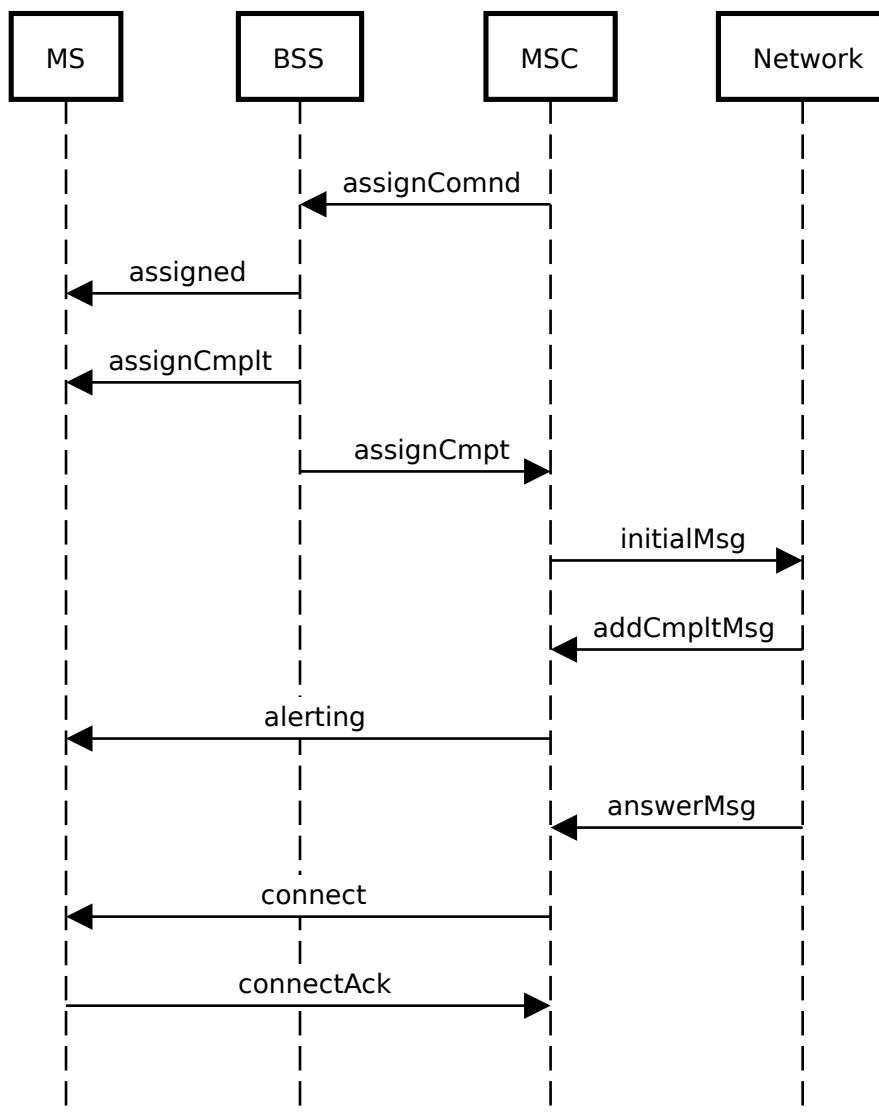 MS
BSS
MSC
Network
assignComnd
assigned
assignCmplt
assignCmpt
initialMsg
addCmpltMsg
alerting
answerMsg
connect
connectAck